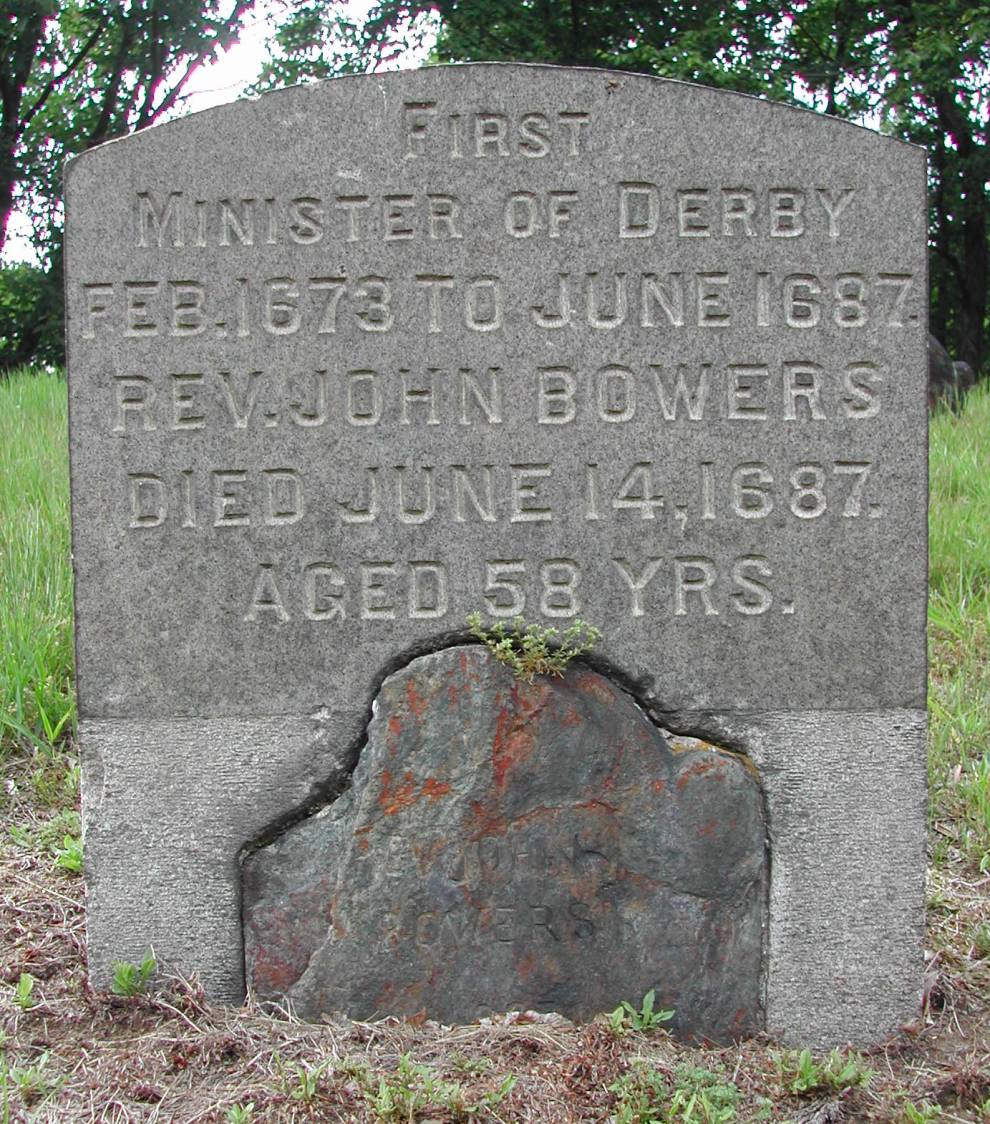 FIRST
MINISTER OF DERBY
FEB. 1673 TO JUNE 1687.
REV. JOHN BOWERS
DIED JUNE 14, 1687.
AGED 58 YRS.
REV JOHN
BOWERS